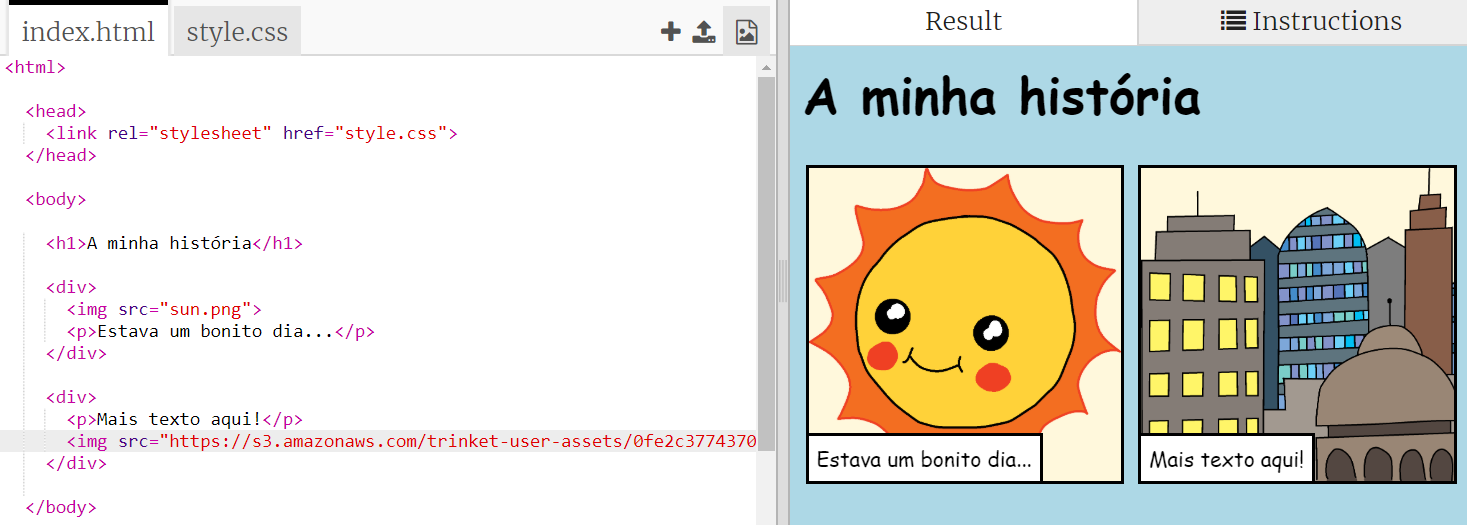 index.html
style.css
<html>
<head>
<link rel="stylesheet" href="style.css">
</head>
<body>
<h1>A minha história</h1>
<div>
<img src="sun.png">
<p>Estava um bonito dia...</p>
</div>
<div>
<p>Mais texto aqui!</p>
<img src="https://s3.amazonaws.com/trinket-user-assets/0fe2c3774370
</div>
</body>
Result
Instructions
A minha história
Estava um bonito dia...
Mais texto aqui!